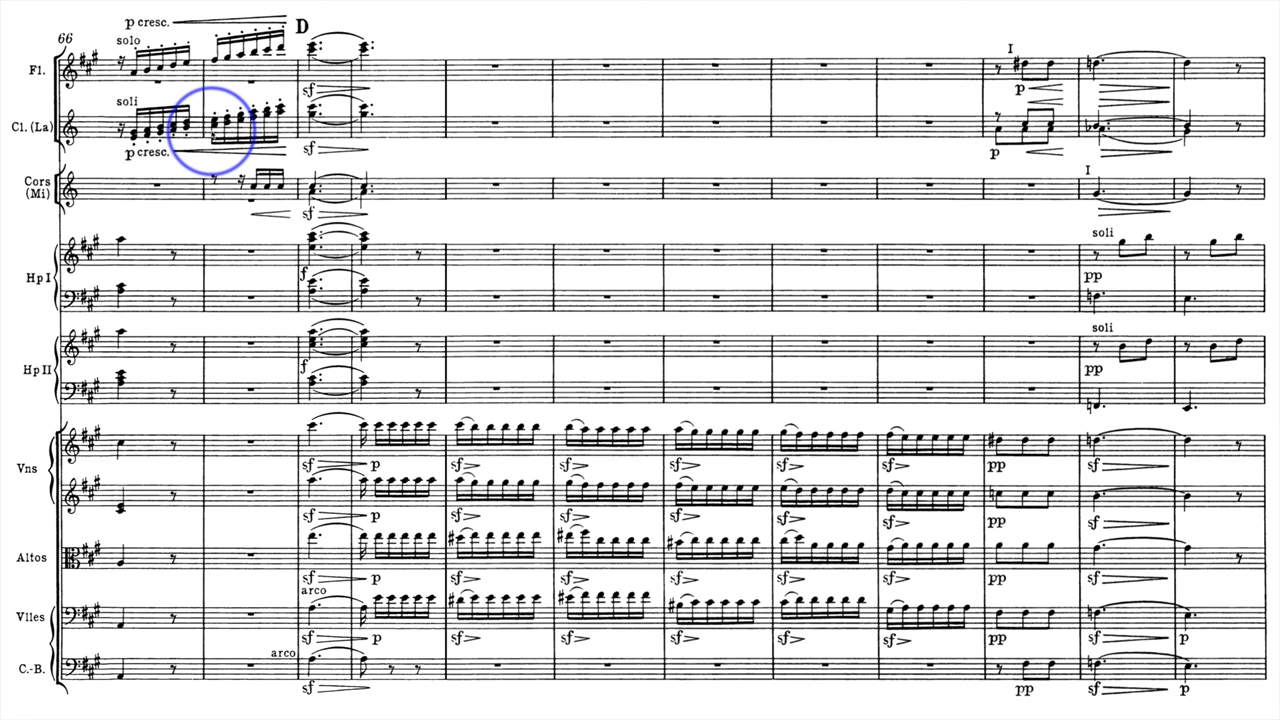 p cresc.
D
66
solo
Fl.
sf
I
p
soli
Cl. (La)
p cresc.
sf
p
Cors
(Mi)
sf
I
Hp I
f
soli
pp
Hp II
f
soli
pp
Vns
sf p sf sf sf sf sf pp sf
sf p sf sf sf sf sf pp sf
Altos
sf p sf sf sf sf sf pp sf
arco
Vlles
sf p sf sf sf sf sf pp sf p
arco
C.-B.
sf pp sf p